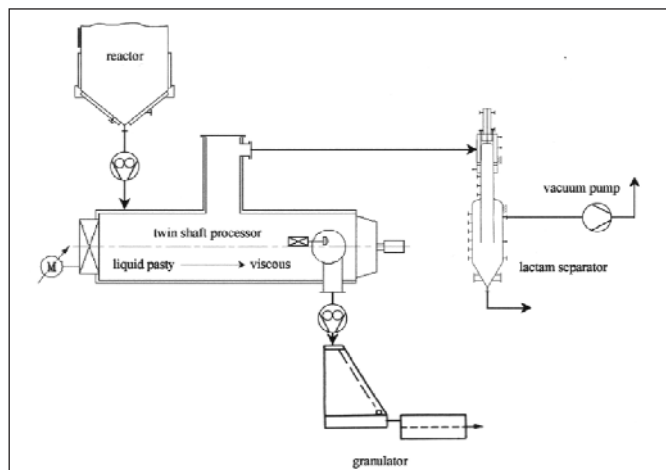 reactor
vacuum pump
twin shaft processor
M
liquid pasty → viscous
lactam separator
granulator